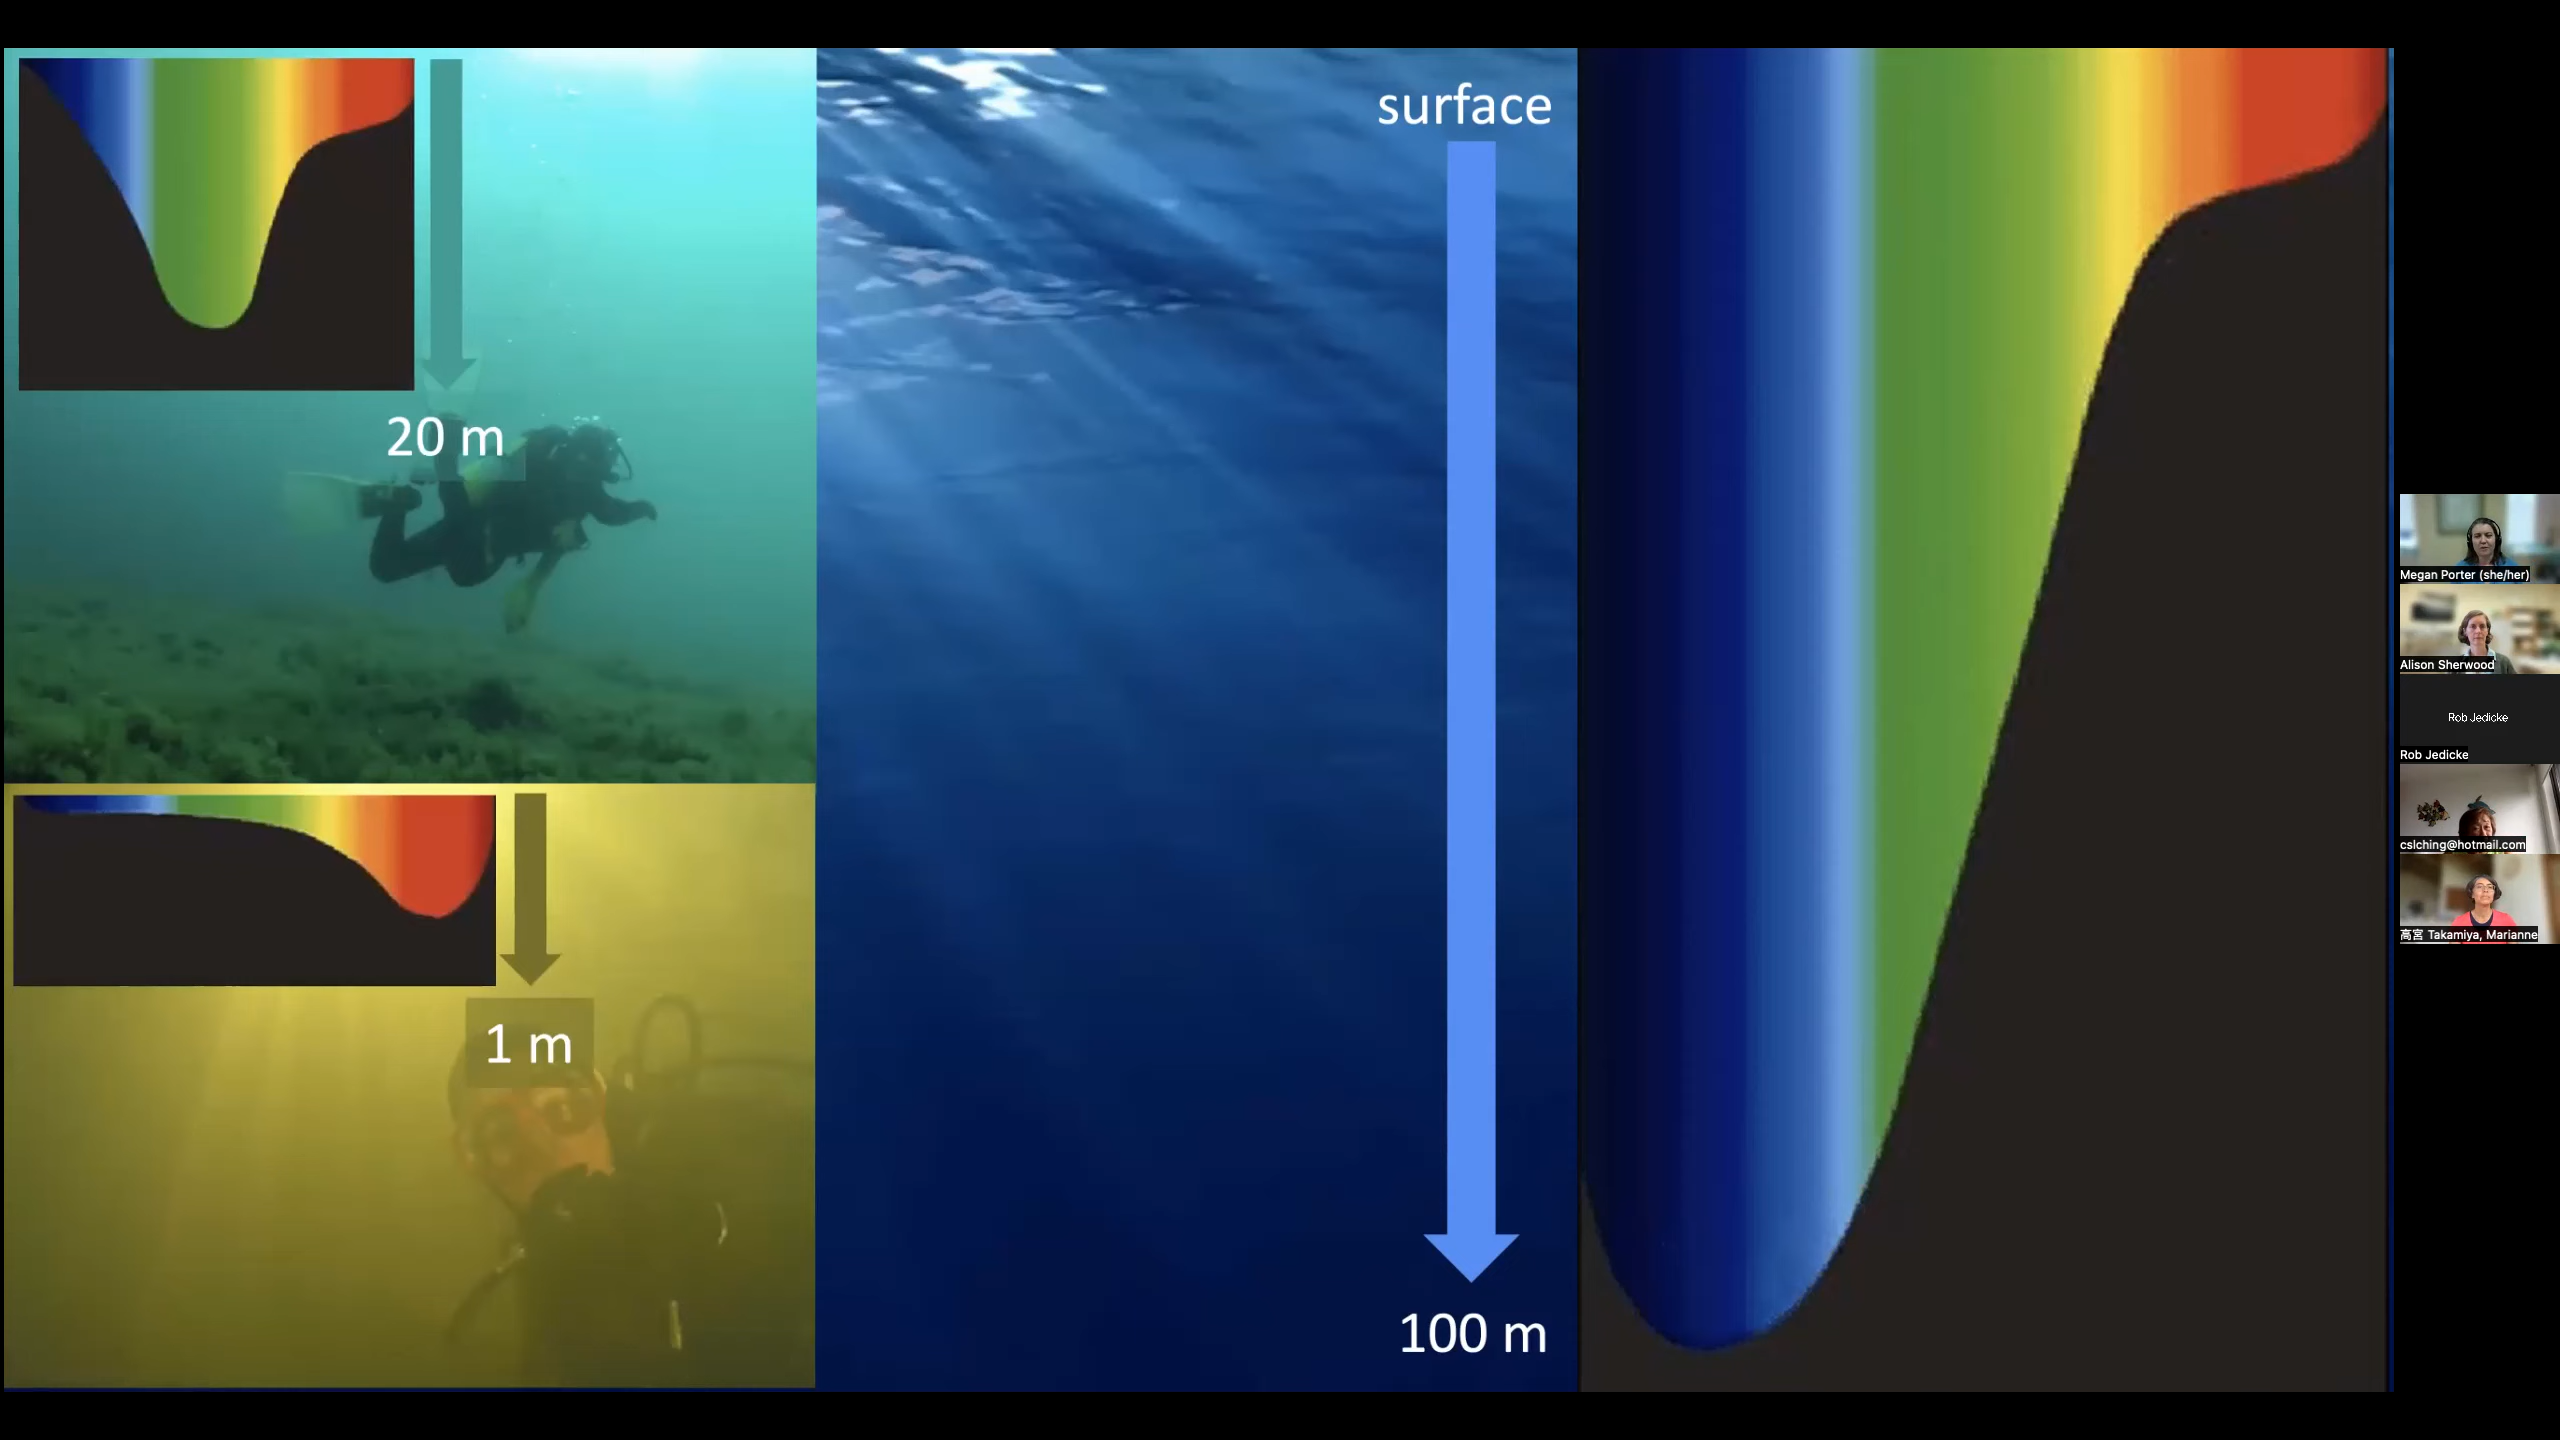 20 m
1 m
surface
100 m
Megan Porter (she/her)
Alison Sherwood
Rob Jedicke
Rob Jedicke
cslching@hotmail.com
高宮 Takamiya, Marianne